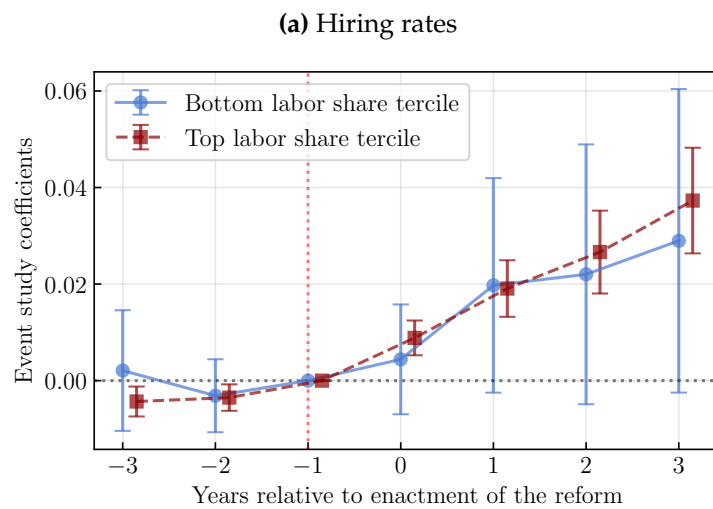 (a) Hiring rates
Event study coefficients
0.06
0.04
0.02
0.00
Bottom labor share tercile
Top labor share tercile
−3
−2
−1
0
1
2
3
Years relative to enactment of the reform